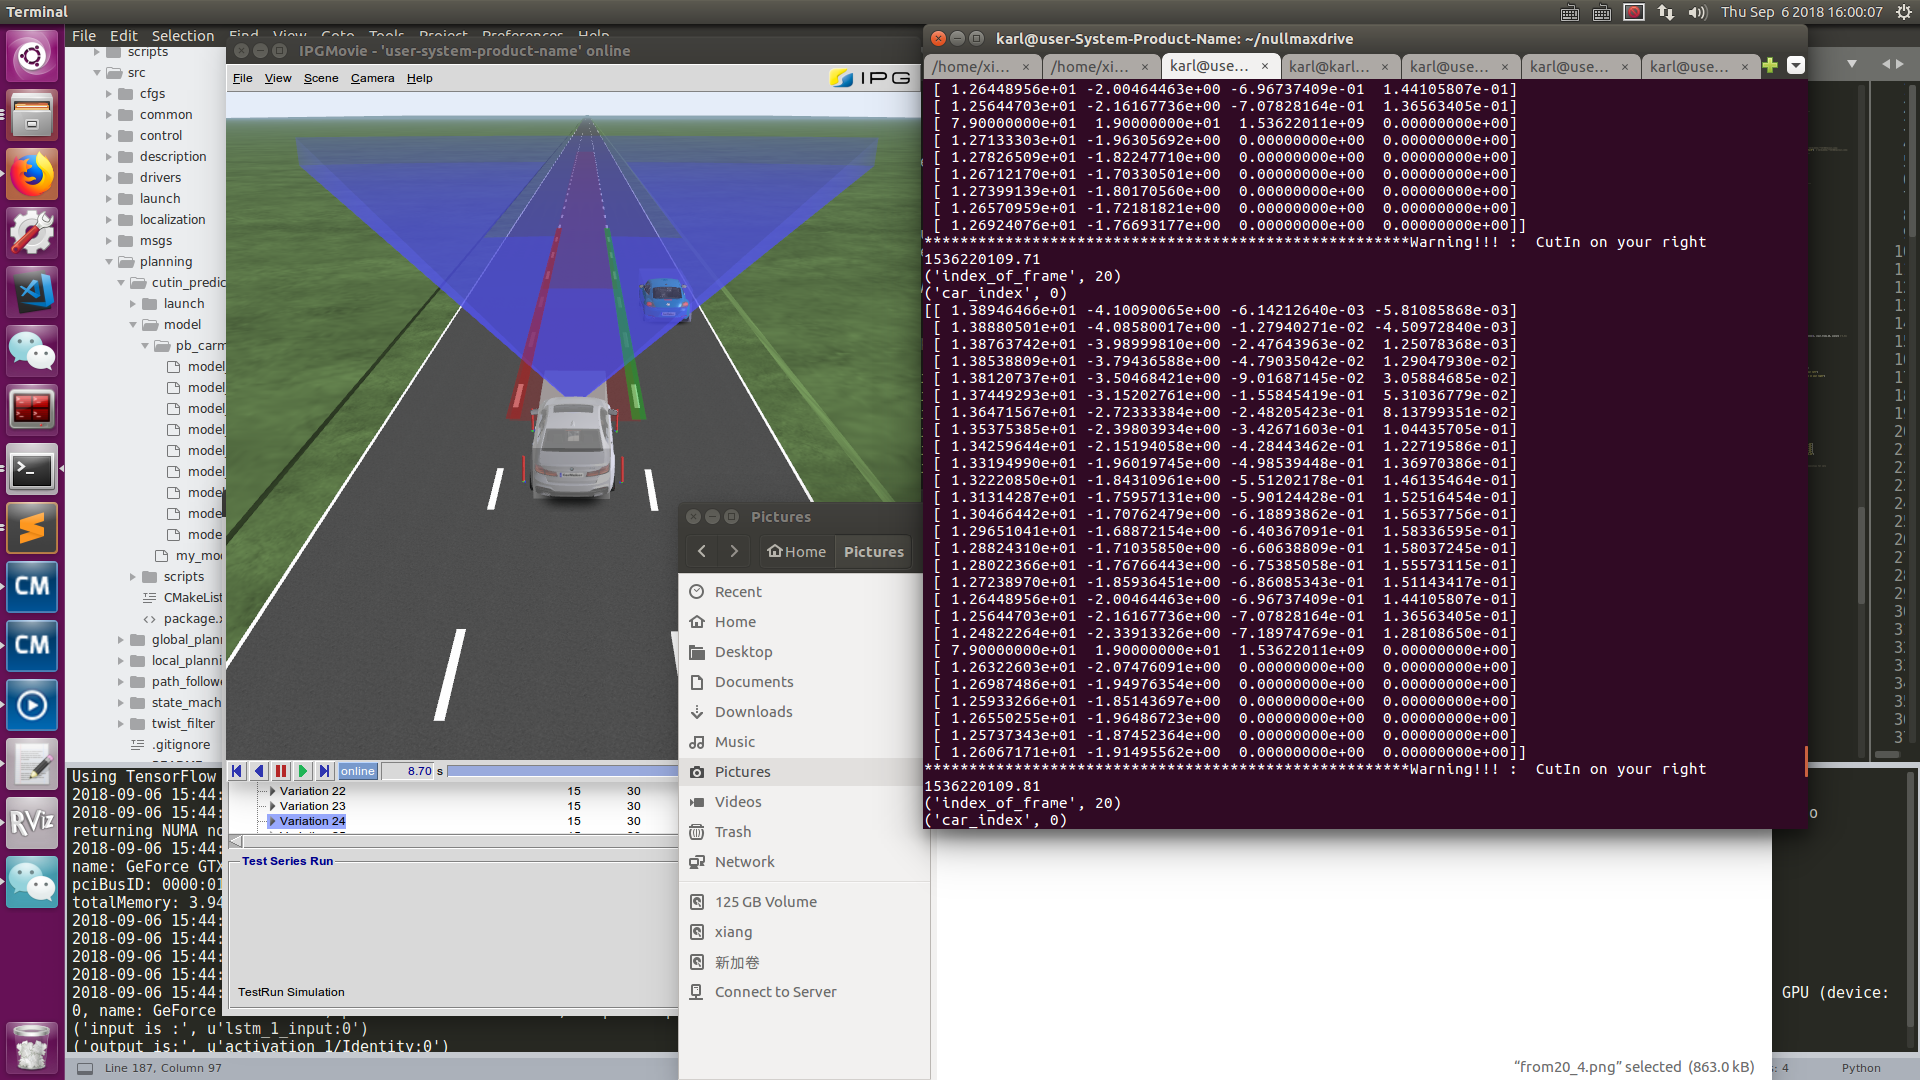 Terminal
Thu Sep 6 2018 16:00:07
File Edit Selection Find View Goto Tools Project Preferences Help
scripts
src
cfgs
common
control
description
drivers
launch
localization
msgs
planning
cutin_predic
launch
model
pb_carm
model_
model_
model_
model_
model_
model_
mode
mode
mode
my_mo
scripts
CMakeList
package.x
global_plann
local_planni
path_followe
state_mach
twist_filter
.gitignore
IPGMovie - 'user-system-product-name' online
File View Scene Camera Help
IPG
online
8.70 s
Variation 22 15 30
Variation 23 15 30
Variation 24 15 30
Test Series Run
TestRun Simulation
Pictures
Home Pictures
Recent
Home
Desktop
Documents
Downloads
Music
Pictures
Videos
Trash
Network
125 GB Volume
xiang
新加卷
Connect to Server
“from20_4.png” selected (863.0 kB)
karl@user-System-Product-Name: ~/nullmaxdrive
/home/xi... × /home/xi... × karl@use... × karl@karl... × karl@use... × karl@use... × karl@use... ×
[ 1.26448956e+01 -2.00464463e+00 -6.96737409e-01 1.44105807e-01]
[ 1.25644703e+01 -2.16167736e+00 -7.07828164e-01 1.36563405e-01]
[ 7.90000000e+01 1.90000000e+01 1.53622011e+09 0.00000000e+00]
[ 1.27133303e+01 -1.96305692e+00 0.00000000e+00 0.00000000e+00]
[ 1.27826509e+01 -1.82247710e+00 0.00000000e+00 0.00000000e+00]
[ 1.26712170e+01 -1.70330501e+00 0.00000000e+00 0.00000000e+00]
[ 1.27399139e+01 -1.80170560e+00 0.00000000e+00 0.00000000e+00]
[ 1.26570959e+01 -1.72181821e+00 0.00000000e+00 0.00000000e+00]
[ 1.26924076e+01 -1.76693177e+00 0.00000000e+00 0.00000000e+00]]
******************************************************Warning!!! : CutIn on your right
1536220109.71
('index_of_frame', 20)
('car_index', 0)
[[ 1.38946466e+01 -4.10090065e+00 -6.14212640e-03 -5.81085868e-03]
[ 1.38880501e+01 -4.08580017e+00 -1.27940271e-02 -4.50972840e-03]
[ 1.38763742e+01 -3.98999810e+00 -2.47643963e-02 1.25078368e-03]
[ 1.38538809e+01 -3.79436588e+00 -4.79035042e-02 1.29047930e-02]
[ 1.38120737e+01 -3.50468421e+00 -9.01687145e-02 3.05884685e-02]
[ 1.37449293e+01 -3.15202761e+00 -1.55845419e-01 5.31036779e-02]
[ 1.36471567e+01 -2.72333384e+00 -2.48205423e-01 8.13799351e-02]
[ 1.35375385e+01 -2.39803934e+00 -3.42671603e-01 1.04435705e-01]
[ 1.34259644e+01 -2.15194058e+00 -4.28443462e-01 1.22719586e-01]
[ 1.33194990e+01 -1.96019745e+00 -4.98539448e-01 1.36970386e-01]
[ 1.32220850e+01 -1.84310961e+00 -5.51202178e-01 1.46135464e-01]
[ 1.31314287e+01 -1.75957131e+00 -5.90124428e-01 1.52516454e-01]
[ 1.30466442e+01 -1.70762479e+00 -6.18893862e-01 1.56537756e-01]
[ 1.29651041e+01 -1.68872154e+00 -6.40367091e-01 1.58336595e-01]
[ 1.28824310e+01 -1.71035850e+00 -6.60638809e-01 1.58037245e-01]
[ 1.28022366e+01 -1.76766443e+00 -6.75385058e-01 1.55573115e-01]
[ 1.27238970e+01 -1.85936451e+00 -6.86085343e-01 1.51143417e-01]
[ 1.26448956e+01 -2.00464463e+00 -6.96737409e-01 1.44105807e-01]
[ 1.25644703e+01 -2.16167736e+00 -7.07828164e-01 1.36563405e-01]
[ 1.24822264e+01 -2.33913326e+00 -7.18974769e-01 1.28108650e-01]
[ 7.90000000e+01 1.90000000e+01 1.53622011e+09 0.00000000e+00]
[ 1.26322603e+01 -2.07476091e+00 0.00000000e+00 0.00000000e+00]
[ 1.26987486e+01 -1.94976354e+00 0.00000000e+00 0.00000000e+00]
[ 1.25933266e+01 -1.85143697e+00 0.00000000e+00 0.00000000e+00]
[ 1.26550255e+01 -1.96486723e+00 0.00000000e+00 0.00000000e+00]
[ 1.25737343e+01 -1.87452364e+00 0.00000000e+00 0.00000000e+00]
[ 1.26067171e+01 -1.91495562e+00 0.00000000e+00 0.00000000e+00]]
******************************************************Warning!!! : CutIn on your right
1536220109.81
('index_of_frame', 20)
('car_index', 0)
Using TensorFlow
2018-09-06 15:44:
2018-09-06 15:44:
returning NUMA no
2018-09-06 15:44:
name: GeForce GTX
pciBusID: 0000:01
totalMemory: 3.94
2018-09-06 15:44:
2018-09-06 15:44:
2018-09-06 15:44:
2018-09-06 15:44:
2018-09-06 15:44:
0, name: GeForce
GPU (device:
('input is :', u'lstm_1_input:0')
('output is:', u'activation_1/Identity:0')
Line 187, Column 97
Python
CM
CM
RViz